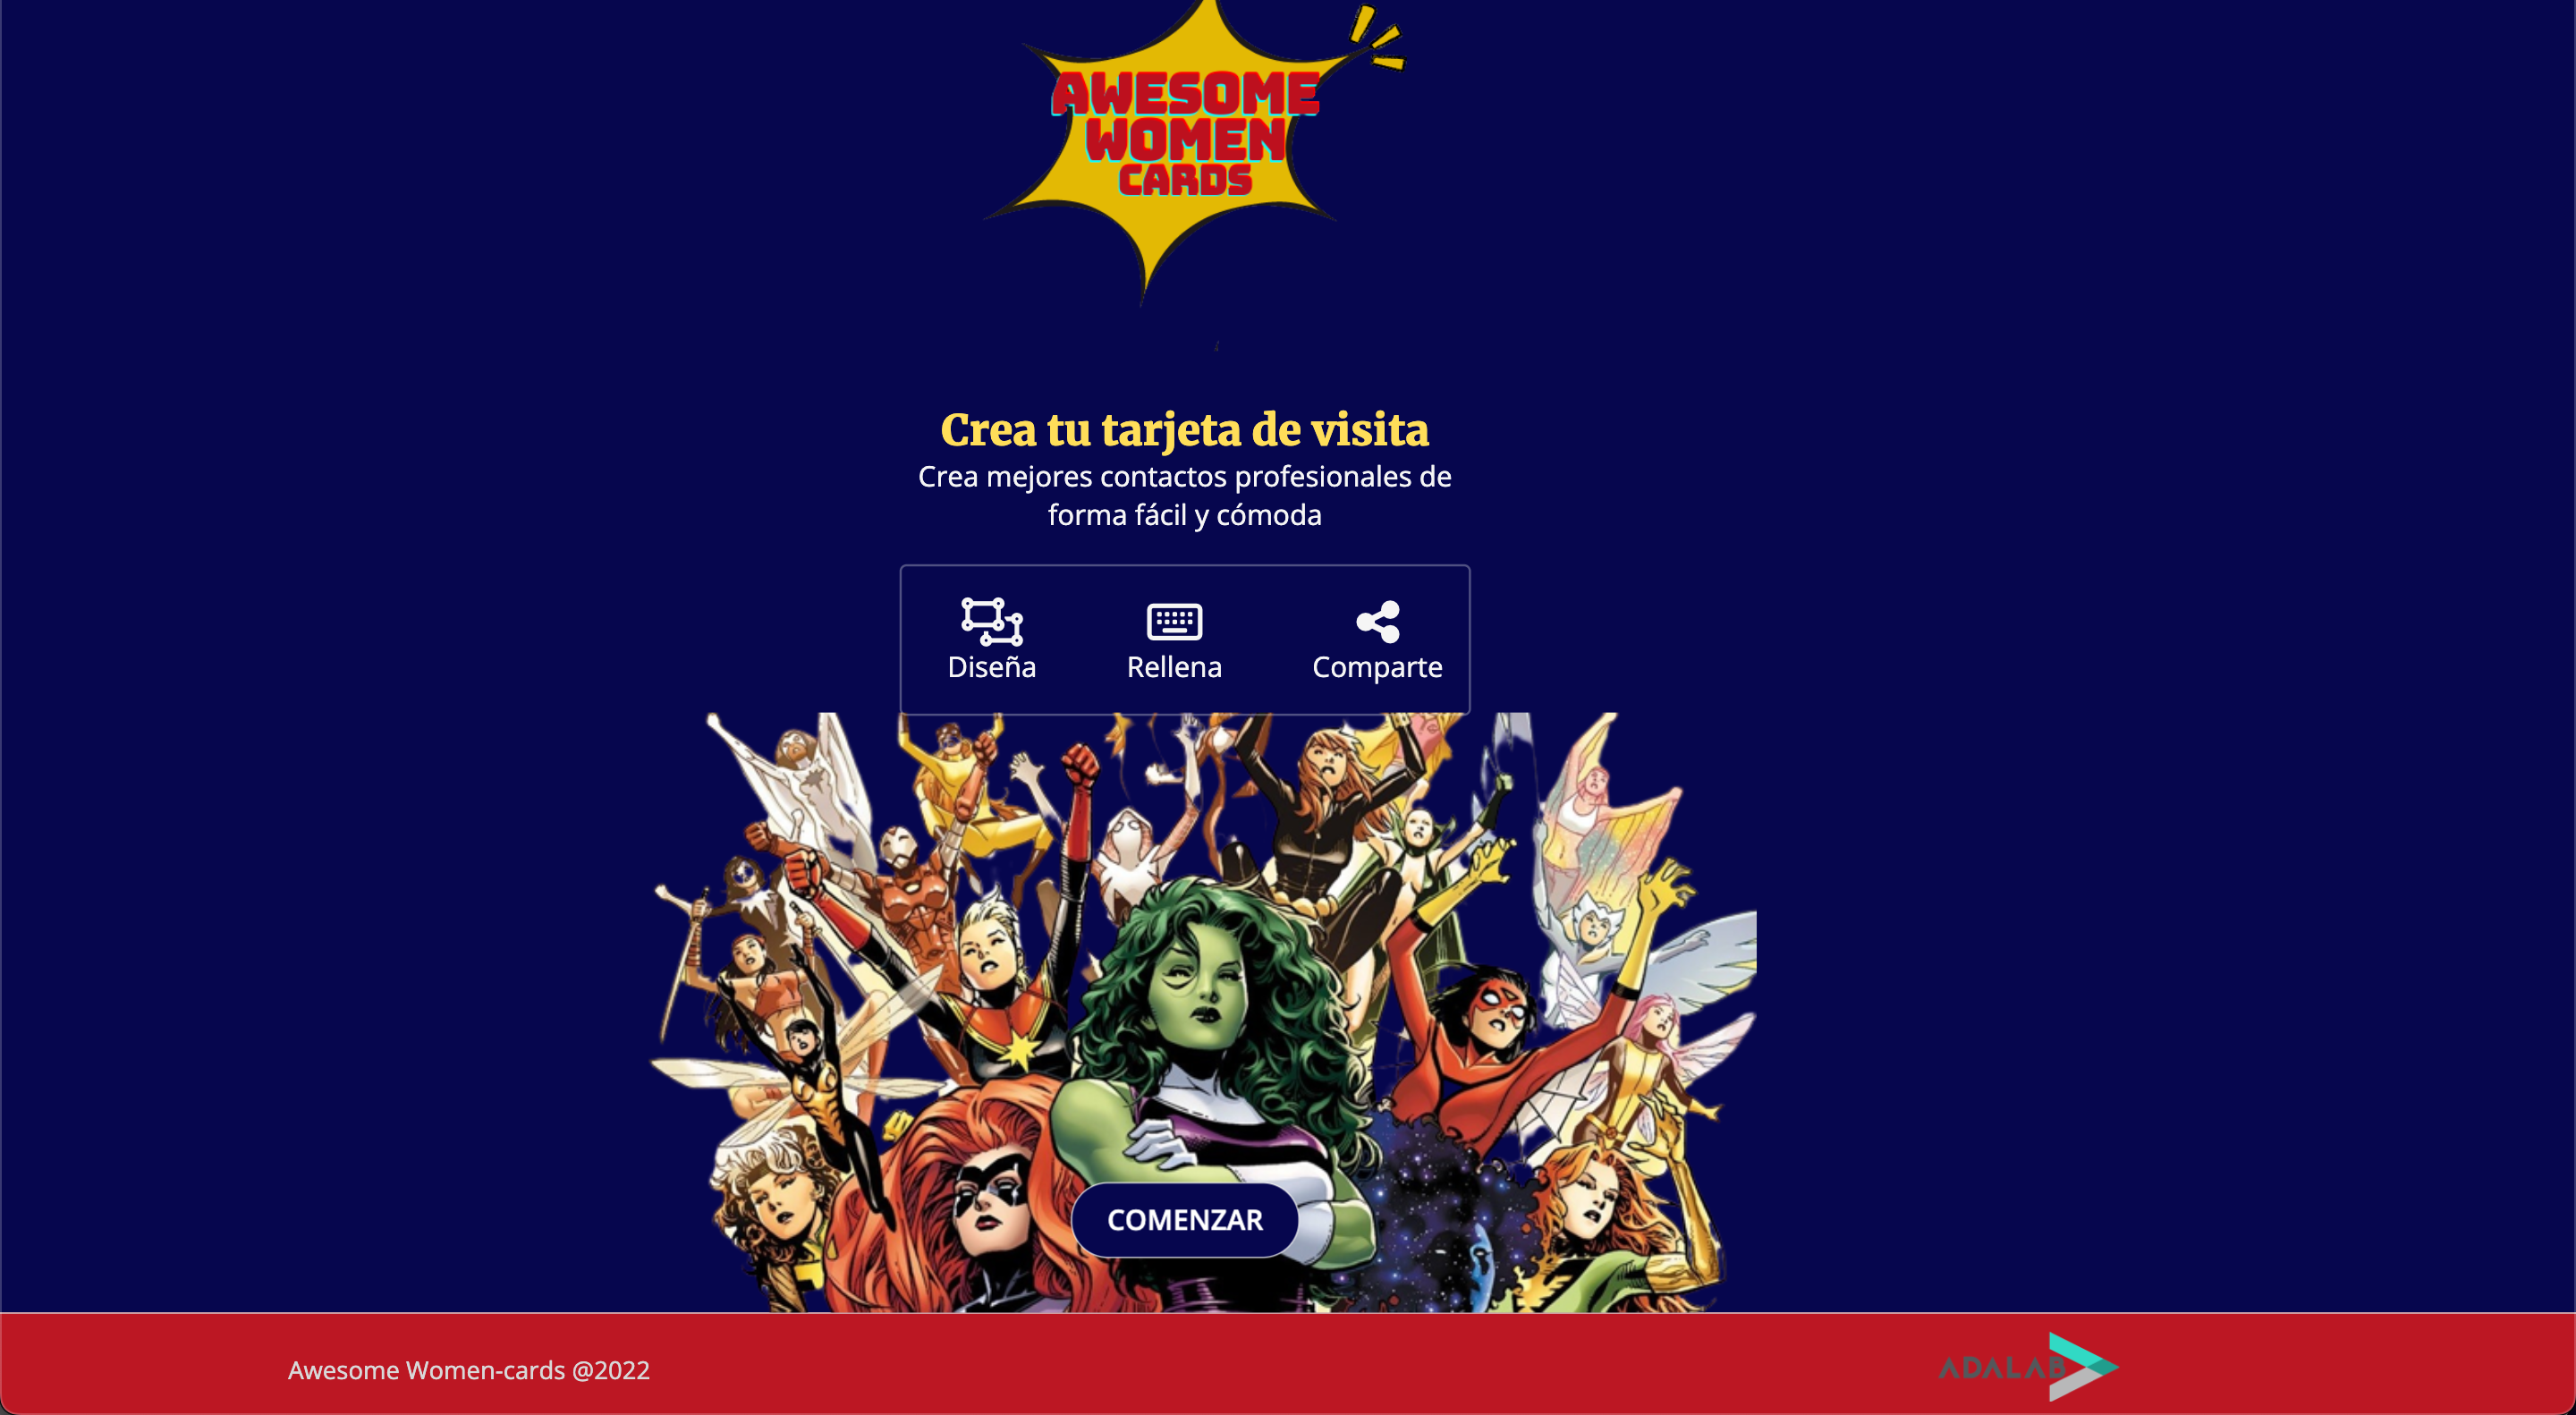 AWESOME
WOMEN
CARDS
Crea tu tarjeta de visita
Crea mejores contactos profesionales de
forma fácil y cómoda
Diseña
Rellena
Comparte
COMENZAR
Awesome Women-cards @2022
ADALAB